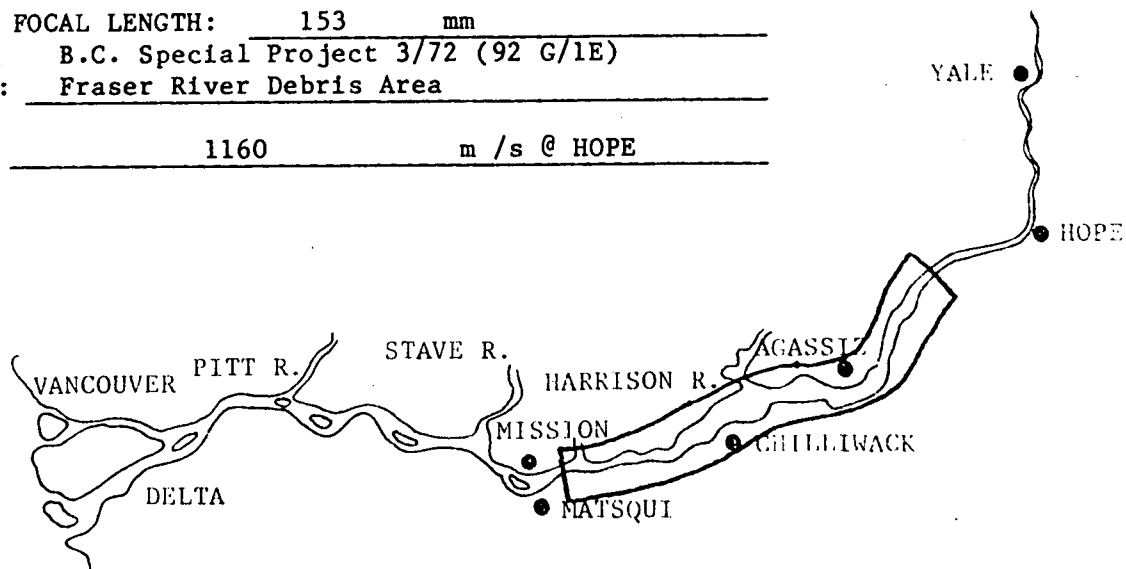 FOCAL LENGTH: 153 mm
B.C. Special Project 3/72 (92 G/1E)
: Fraser River Debris Area
1160 m /s @ HOPE
YALE
HOPE
AGASSIZ
STAVE R.
PITT R.
VANCOUVER
HARRISON R.
MISSION
CHILLIWACK
DELTA
MATSQUI